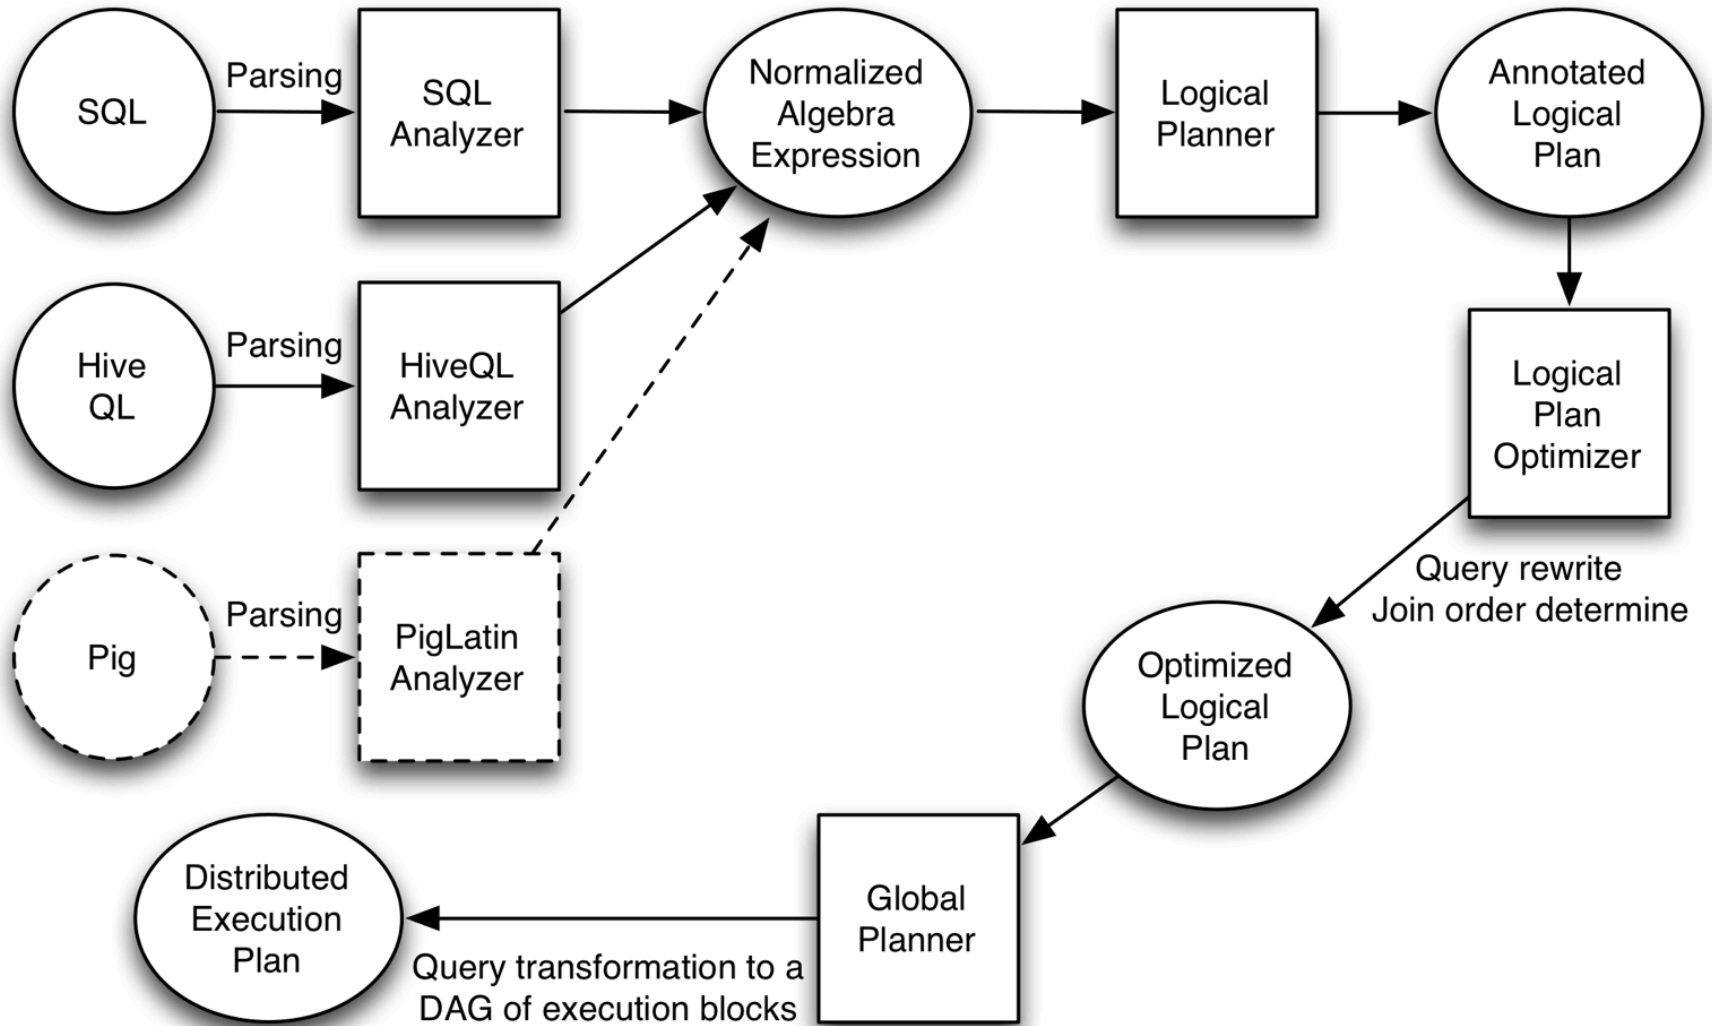 SQL
Parsing
SQL
Analyzer
Normalized
Algebra
Expression
Logical
Planner
Annotated
Logical
Plan
Hive
QL
Parsing
HiveQL
Analyzer
Logical
Plan
Optimizer
Query rewrite
Join order determine
Pig
Parsing
PigLatin
Analyzer
Optimized
Logical
Plan
Global
Planner
Query transformation to a
DAG of execution blocks
Distributed
Execution
Plan